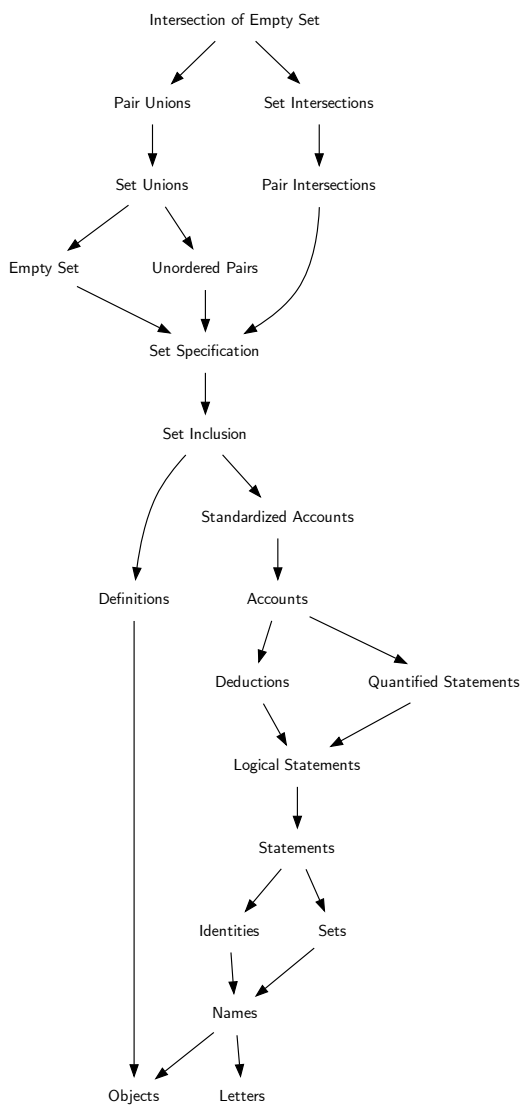 Intersection of Empty Set
Pair Unions
Set Intersections
Set Unions
Pair Intersections
Empty Set
Unordered Pairs
Set Specification
Set Inclusion
Standardized Accounts
Definitions
Accounts
Deductions
Quantified Statements
Logical Statements
Statements
Identities
Sets
Names
Objects
Letters